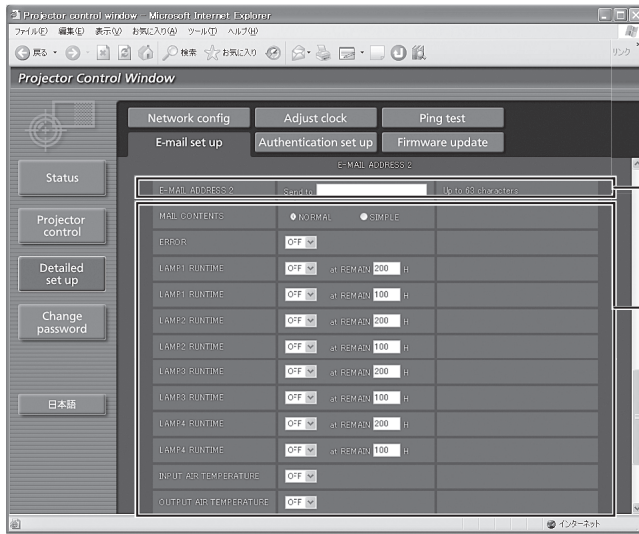 Projector control window - Microsoft Internet Explorer
ファイル(F) 編集(E) 表示(V) お気に入り(A) ツール(T) ヘルプ(H)
戻る 検索 お気に入り リンク
Projector Control Window
Network config Adjust clock Ping test
E-mail set up Authentication set up Firmware update
Status
Projector control
Detailed set up
Change password
日本語
E-MAIL ADDRESS 2
E-MAIL ADDRESS 2 Send to Up to 63 characters
MAIL CONTENTS NORMAL SIMPLE
ERROR OFF
LAMP1 RUNTIME OFF at REMAIN 200 H
LAMP1 RUNTIME OFF at REMAIN 100 H
LAMP2 RUNTIME OFF at REMAIN 200 H
LAMP2 RUNTIME OFF at REMAIN 100 H
LAMP3 RUNTIME OFF at REMAIN 200 H
LAMP3 RUNTIME OFF at REMAIN 100 H
LAMP4 RUNTIME OFF at REMAIN 200 H
LAMP4 RUNTIME OFF at REMAIN 100 H
INPUT AIR TEMPERATURE OFF
OUTPUT AIR TEMPERATURE OFF
インターネット